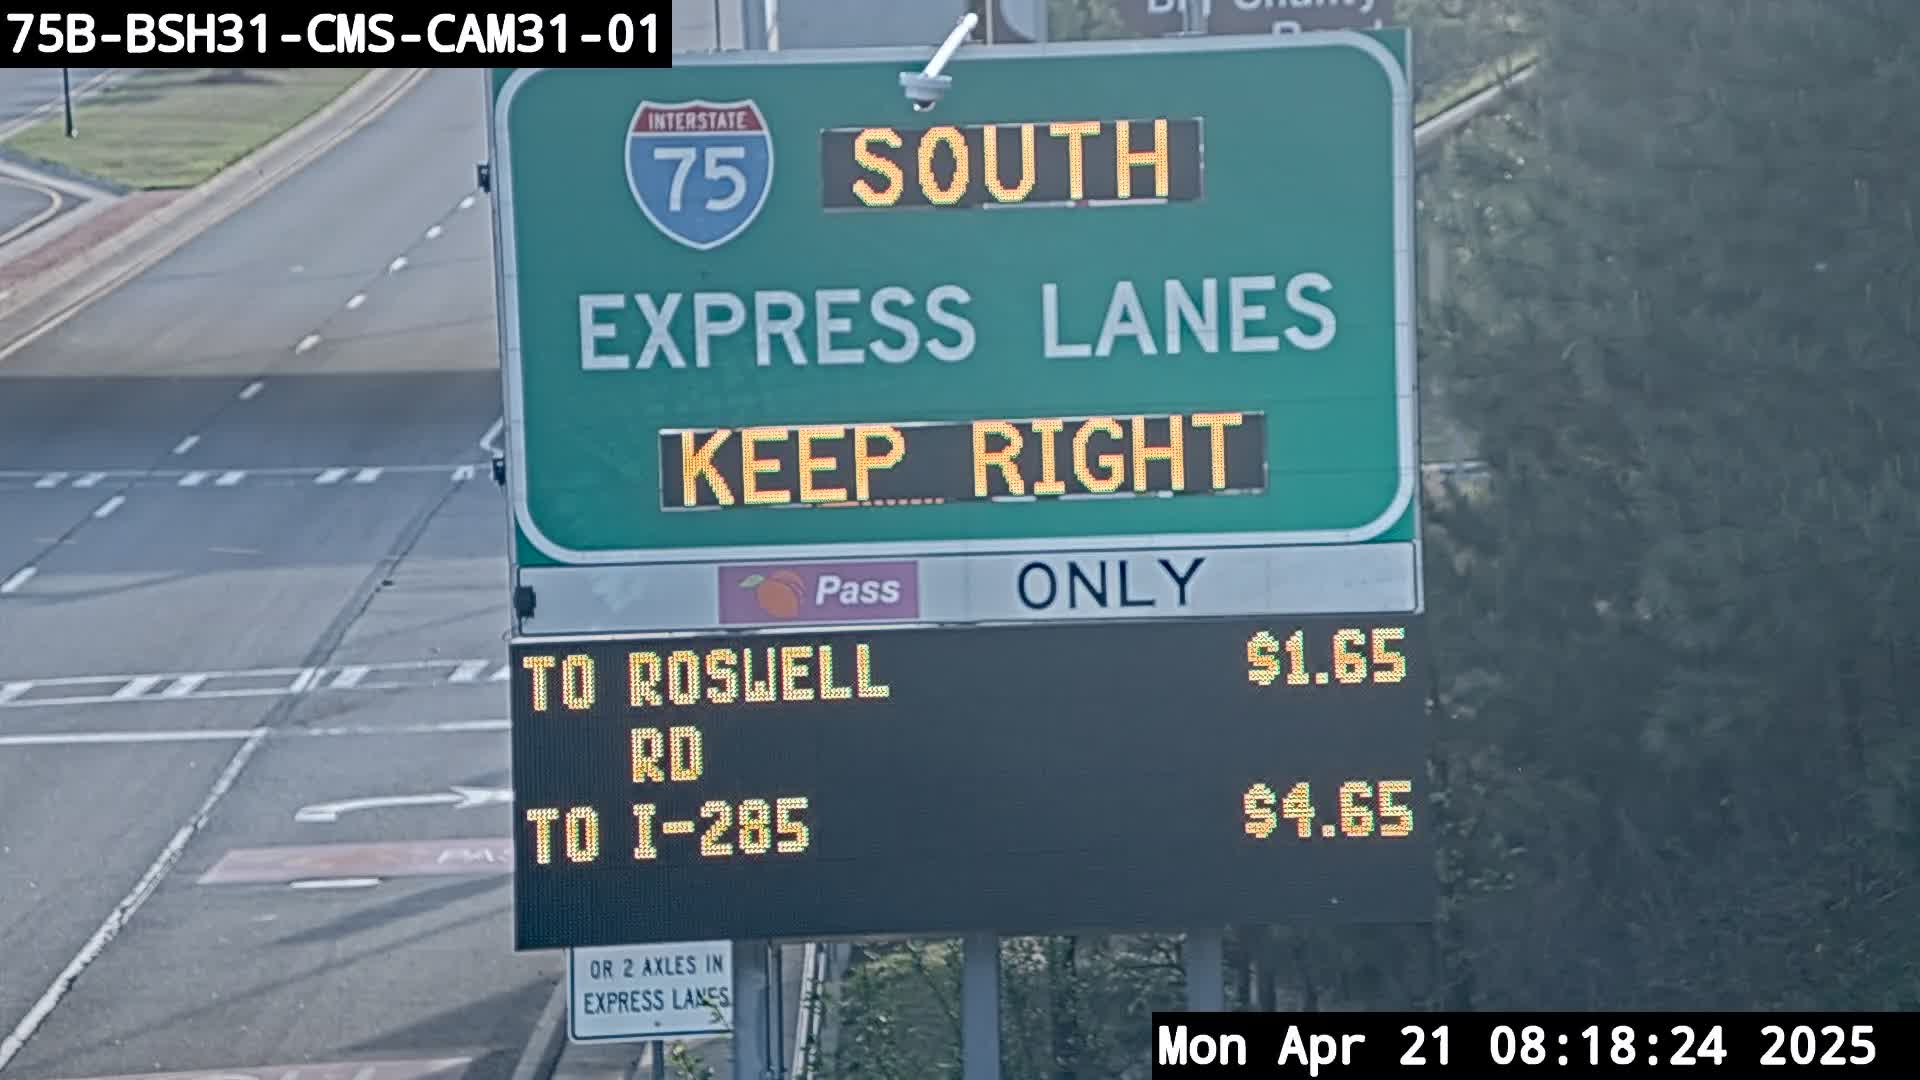 75B-BSH31-CMS-CAM31-01
INTERSTATE
75
SOUTH
EXPRESS LANES
KEEP RIGHT
Pass
ONLY
TO ROSWELL $1.65
RD
TO I-285 $4.65
OR 2 AXLES IN
EXPRESS LANES
Mon Apr 21 08:18:24 2025